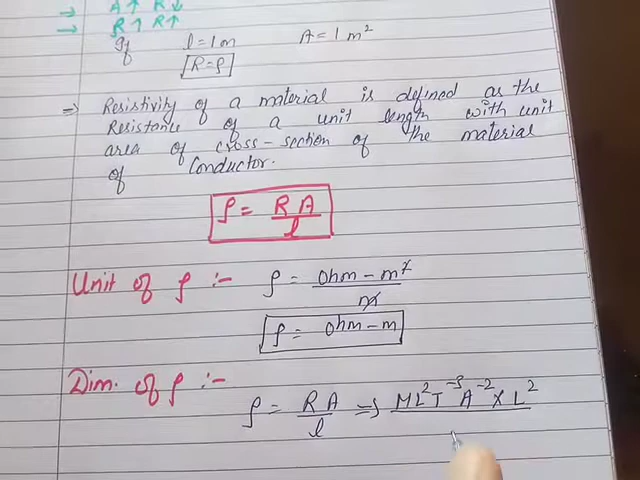 → A↑ R↓
→ R↑ R↑
If l = 1m A = 1 m²
[R = ρ]
⇒ Resistivity of a material is defined as the
Resistance of a unit length with unit
area of cross-section of the material
of Conductor.
ρ = RA/l
Unit of ρ :- ρ = Ohm - m²/m
ρ = Ohm - m
Dim. of ρ :-
ρ = RA/l ⇒ ML²T⁻³A⁻² × L²